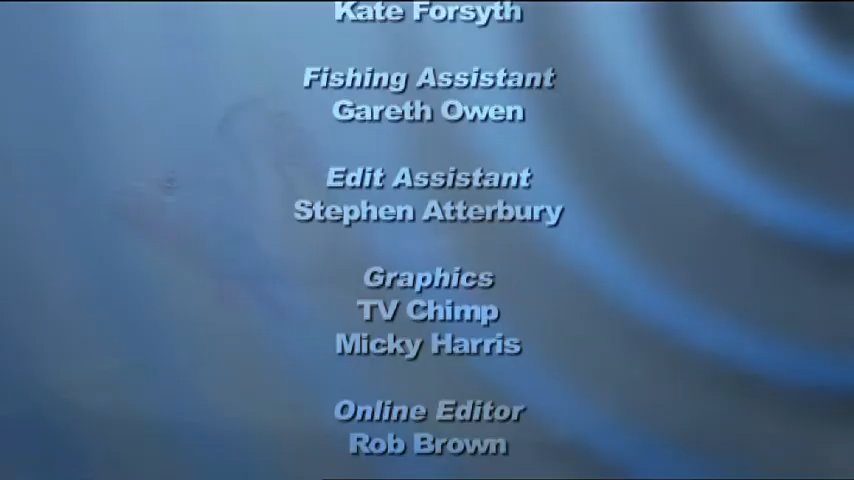 Kate Forsyth
Fishing Assistant
Gareth Owen
Edit Assistant
Stephen Atterbury
Graphics
TV Chimp
Micky Harris
Online Editor
Rob Brown